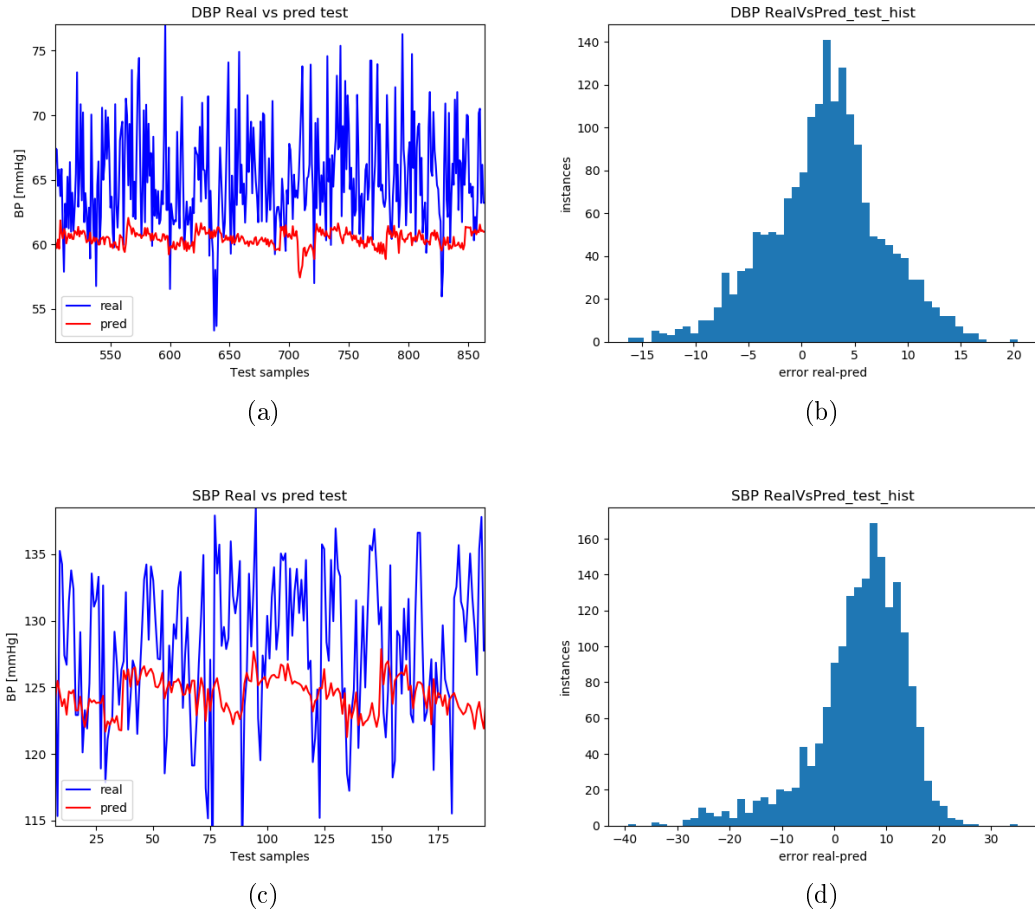 DBP Real vs pred test
BP [mmHg]
75
70
65
60
55
real
pred
550
600
650
700
750
800
850
Test samples
(a)
DBP RealVsPred_test_hist
instances
140
120
100
80
60
40
20
0
−15
−10
−5
0
5
10
15
20
error real-pred
(b)
SBP Real vs pred test
BP [mmHg]
135
130
125
120
115
real
pred
25
50
75
100
125
150
175
Test samples
(c)
SBP RealVsPred_test_hist
instances
160
140
120
100
80
60
40
20
0
−40
−30
−20
−10
0
10
20
30
error real-pred
(d)